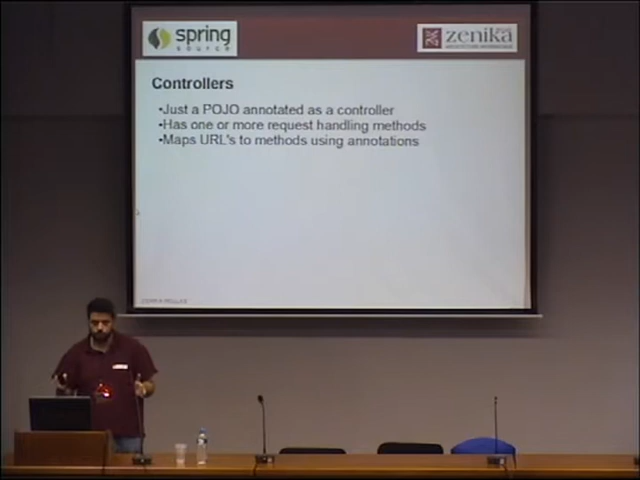 spring
source
zenika
Controllers
•Just a POJO annotated as a controller
•Has one or more request handling methods
•Maps URL's to methods using annotations